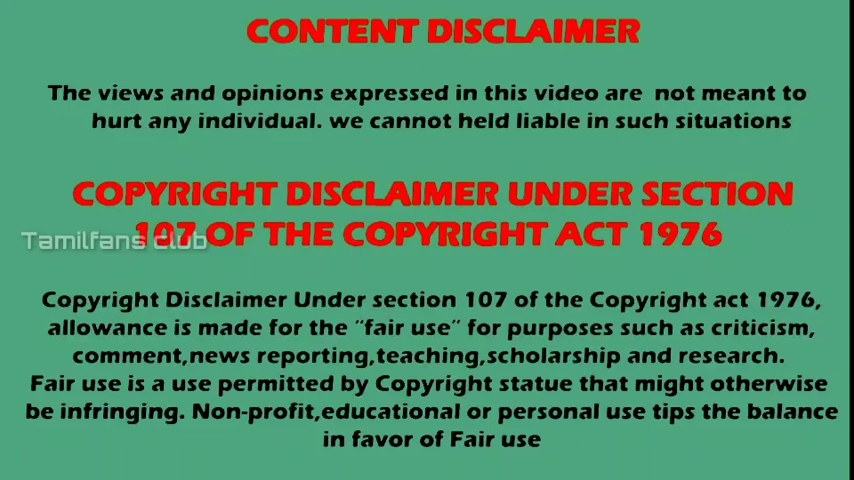 CONTENT DISCLAIMER
The views and opinions expressed in this video are not meant to
hurt any individual. we cannot held liable in such situations
COPYRIGHT DISCLAIMER UNDER SECTION
107 OF THE COPYRIGHT ACT 1976
Tamilfans club
Copyright Disclaimer Under section 107 of the Copyright act 1976,
allowance is made for the “fair use” for purposes such as criticism,
comment,news reporting,teaching,scholarship and research.
Fair use is a use permitted by Copyright statue that might otherwise
be infringing. Non-profit,educational or personal use tips the balance
in favor of Fair use